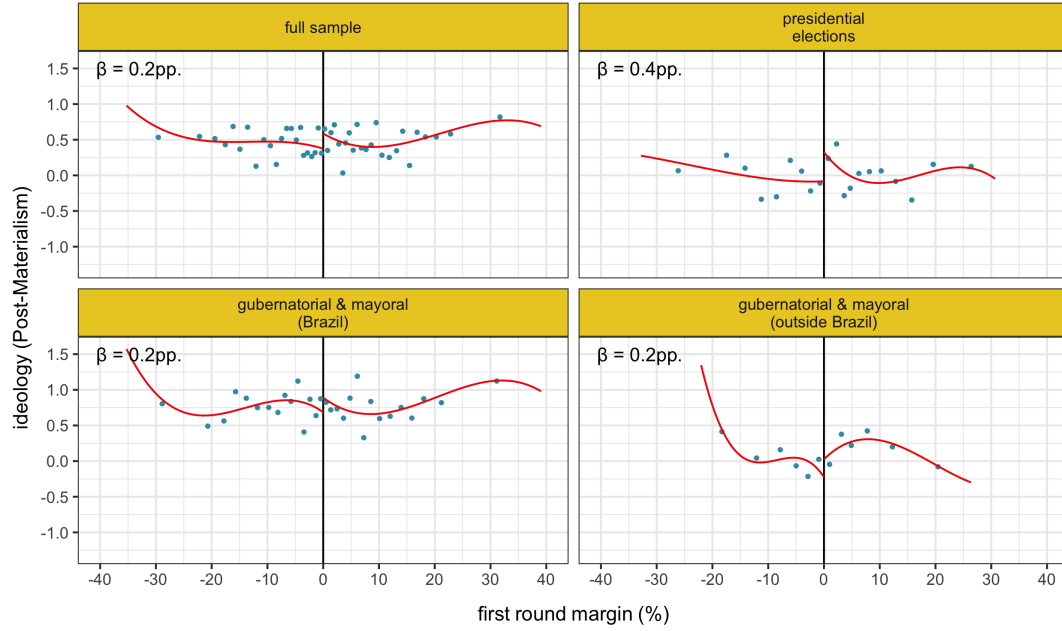 full sample
presidential
elections
β = 0.2pp.
β = 0.4pp.
1.5
1.0
0.5
0.0
-0.5
-1.0
ideology (Post-Materialism)
gubernatorial & mayoral
(Brazil)
gubernatorial & mayoral
(outside Brazil)
β = 0.2pp.
β = 0.2pp.
1.5
1.0
0.5
0.0
-0.5
-1.0
-40 -30 -20 -10 0 10 20 30 40
-40 -30 -20 -10 0 10 20 30 40
first round margin (%)